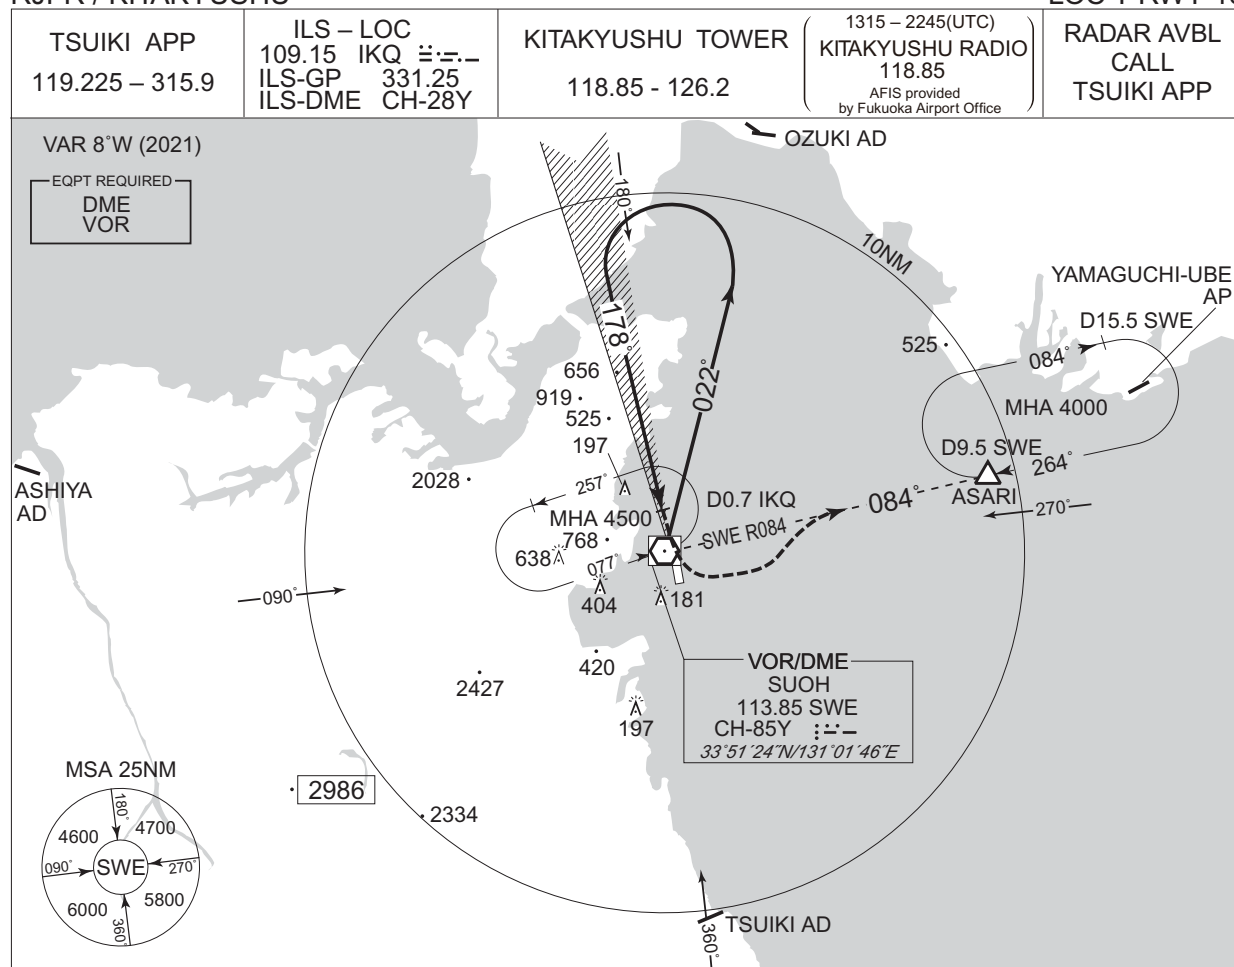 TSUIKI APP
119.225 – 315.9
ILS – LOC
109.15 IKQ
ILS-GP 331.25
ILS-DME CH-28Y
KITAKYUSHU TOWER
118.85 - 126.2
1315 – 2245(UTC)
KITAKYUSHU RADIO
118.85
AFIS provided
by Fukuoka Airport Office
RADAR AVBL
CALL
TSUIKI APP
VAR 8°W (2021)
EQPT REQUIRED
DME
VOR
OZUKI AD
180°
10NM
YAMAGUCHI-UBE
AP
D15.5 SWE
084°
525
178°
656
022°
919
525
MHA 4000
197
D9.5 SWE
264°
2028
257°
ASHIYA
AD
D0.7 IKQ
084°
ASARI
270°
MHA 4500
SWE R084
768
638
077°
404
181
090°
420
2427
VOR/DME
SUOH
113.85 SWE
CH-85Y
33°51´24˝N/131°01´46˝E
197
MSA 25NM
2986
2334
180°
4600
4700
090°
SWE
270°
6000
5800
360°
TSUIKI AD
360°